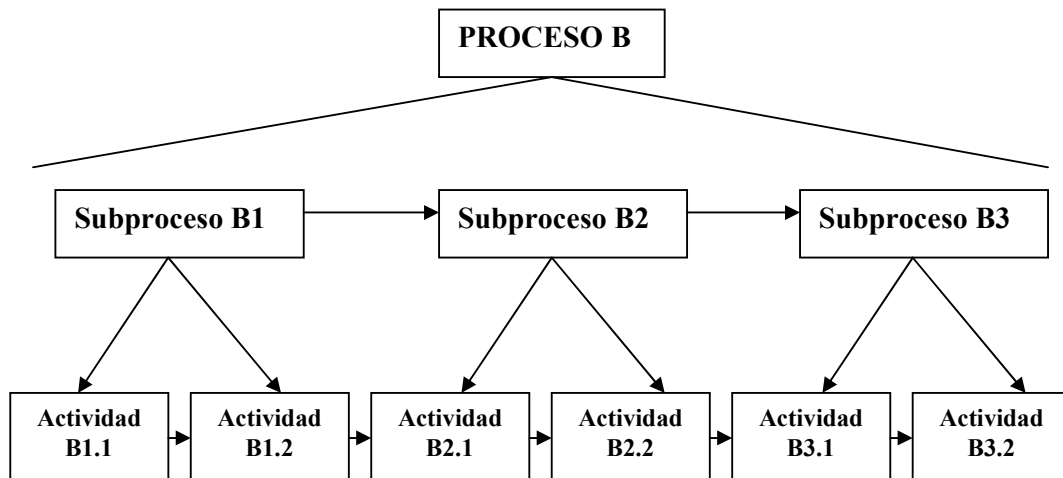 PROCESO B
Subproceso B1
Subproceso B2
Subproceso B3
Actividad
B1.1
Actividad
B1.2
Actividad
B2.1
Actividad
B2.2
Actividad
B3.1
Actividad
B3.2